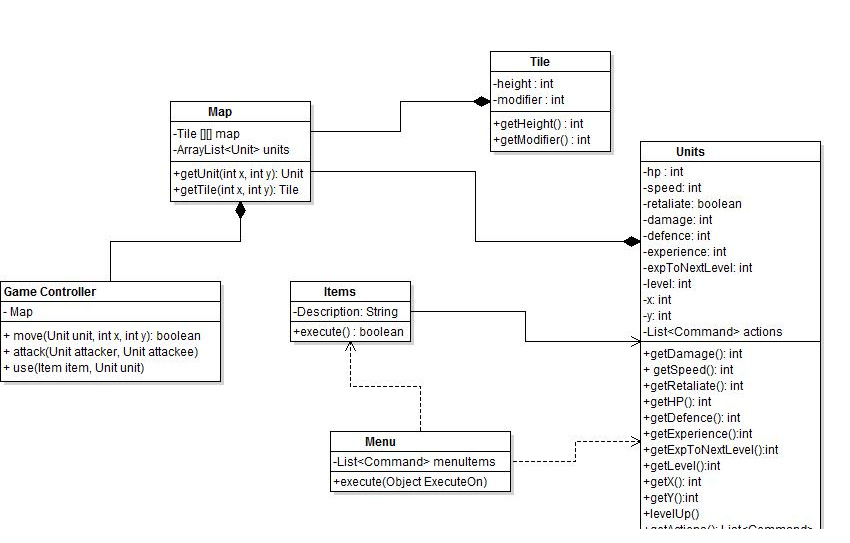 Tile
-height : int
-modifier : int
+getHeight() : int
+getModifier() : int
Map
-Tile [][] map
-ArrayList<Unit> units
+getUnit(int x, int y): Unit
+getTile(int x, int y): Tile
Units
-hp : int
-speed: int
-retaliate: boolean
-damage: int
-defence: int
-experience: int
-expToNextLevel: int
-level: int
-x: int
-y: int
-List<Command> actions
+getDamage(): int
+ getSpeed(): int
+getRetaliate(): int
+getHP(): int
+getDefence(): int
+getExperience():int
+getExpToNextLevel():int
+getLevel():int
+getX(): int
+getY():int
+levelUp()
+getActions(): List<Command>
Game Controller
- Map
+ move(Unit unit, int x, int y): boolean
+ attack(Unit attacker, Unit attackee)
+ use(Item item, Unit unit)
Items
-Description: String
+execute() : boolean
Menu
-List<Command> menuItems
+execute(Object ExecuteOn)